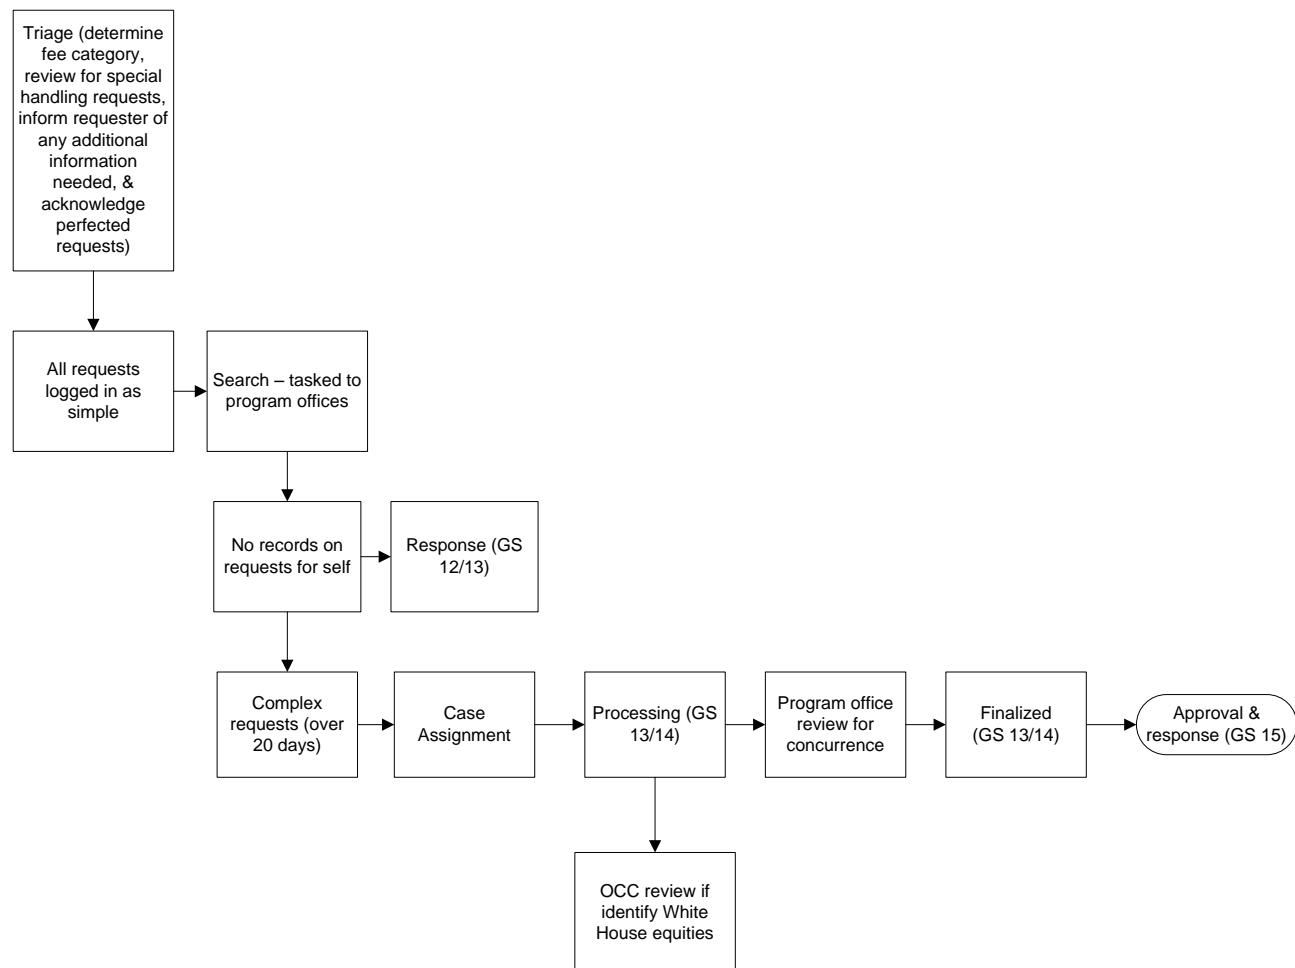 Triage (determine
fee category,
review for special
handling requests,
inform requester of
any additional
information
needed, &
acknowledge
perfected
requests)
All requests
logged in as
simple
Search – tasked to
program offices
No records on
requests for self
Response (GS
12/13)
Complex
requests (over
20 days)
Case
Assignment
Processing (GS
13/14)
Program office
review for
concurrence
Finalized
(GS 13/14)
Approval &
response (GS 15)
OCC review if
identify White
House equities